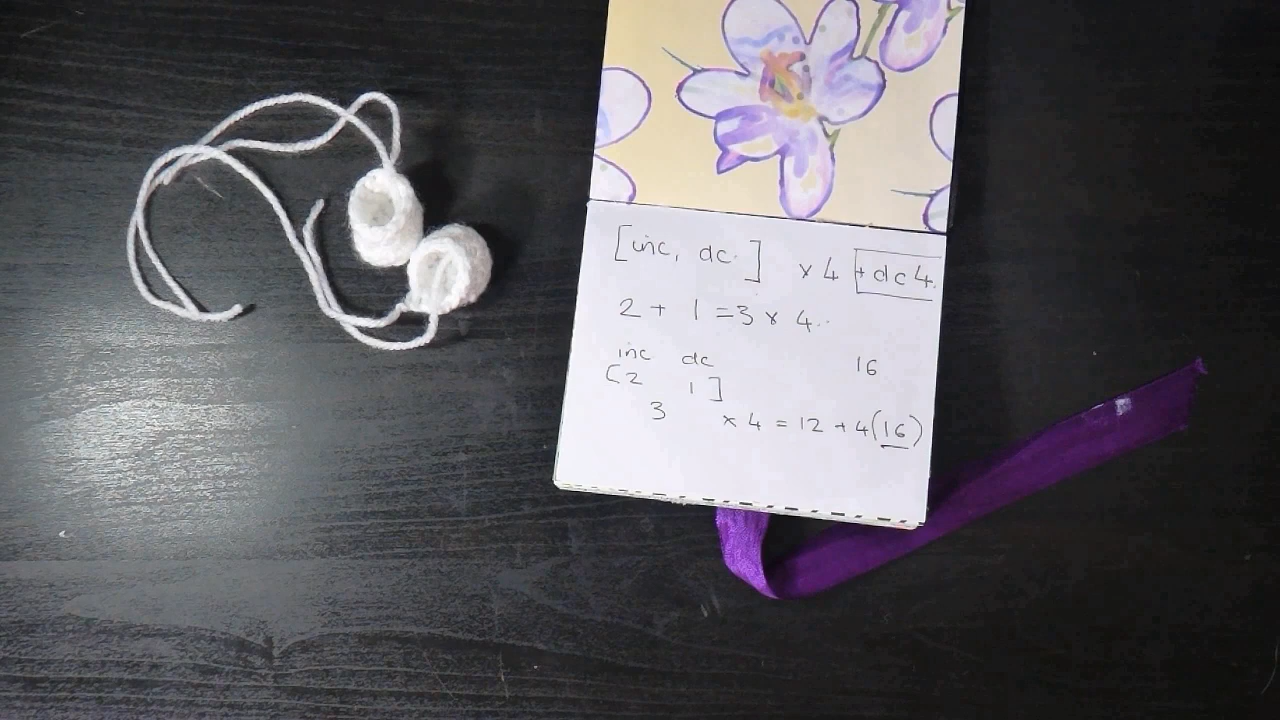 [inc, dc.] x 4 +dc 4.
2 + 1 = 3 x 4..
inc dc 16
[2 1]
3 x 4 = 12 + 4(16)